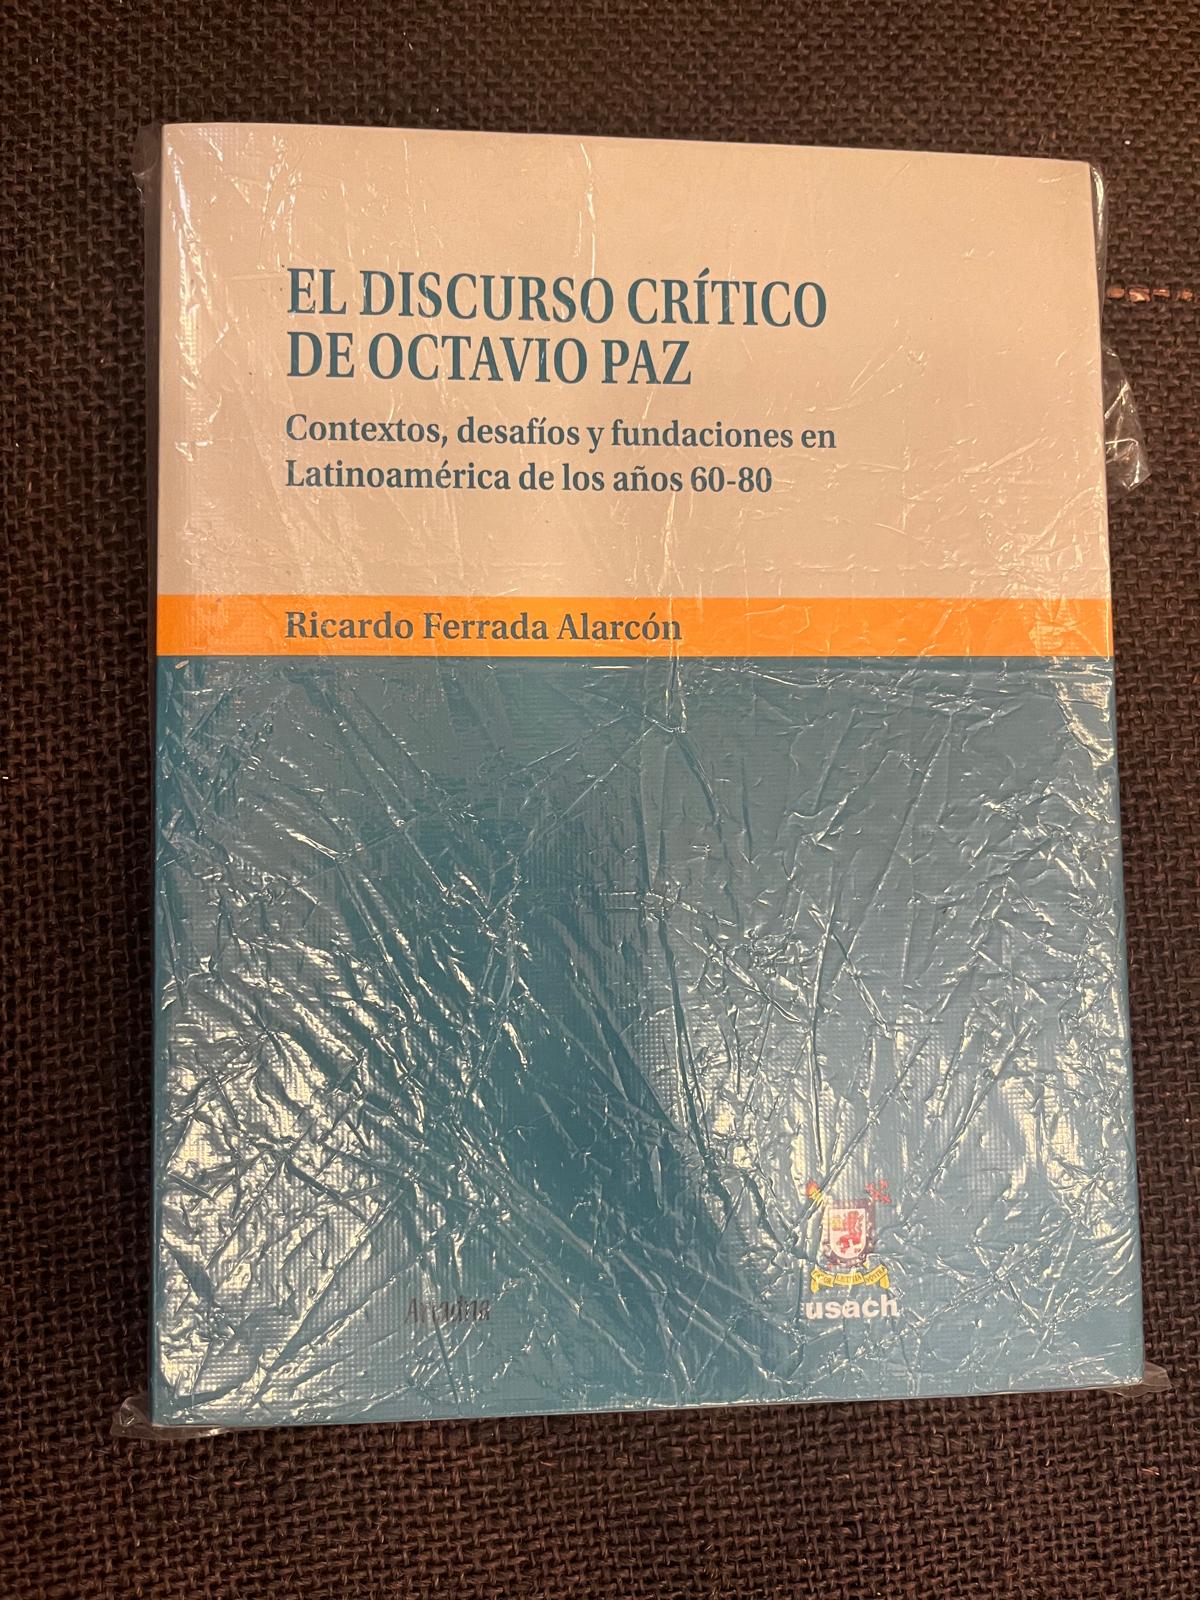 EL DISCURSO CRÍTICO
DE OCTAVIO PAZ
Contextos, desafíos y fundaciones en
Latinoamérica de los años 60-80
Ricardo Ferrada Alarcón
Ariadna
usach